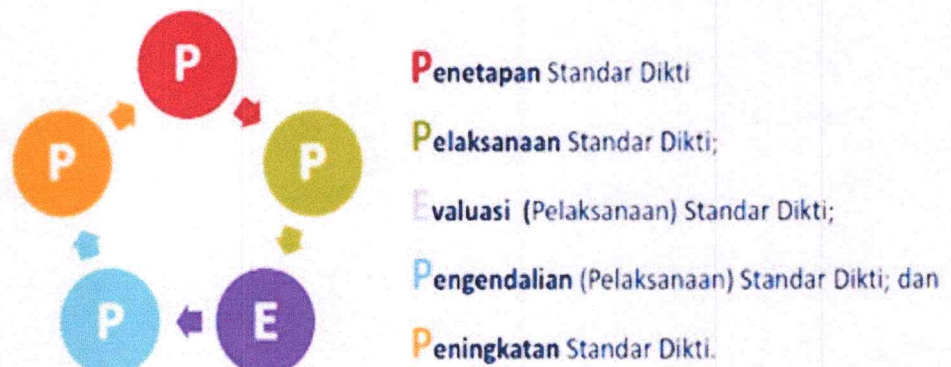 P
P
E
P
P
Penetapan Standar Dikti
Pelaksanaan Standar Dikti;
Evaluasi (Pelaksanaan) Standar Dikti;
Pengendalian (Pelaksanaan) Standar Dikti; dan
Peningkatan Standar Dikti.